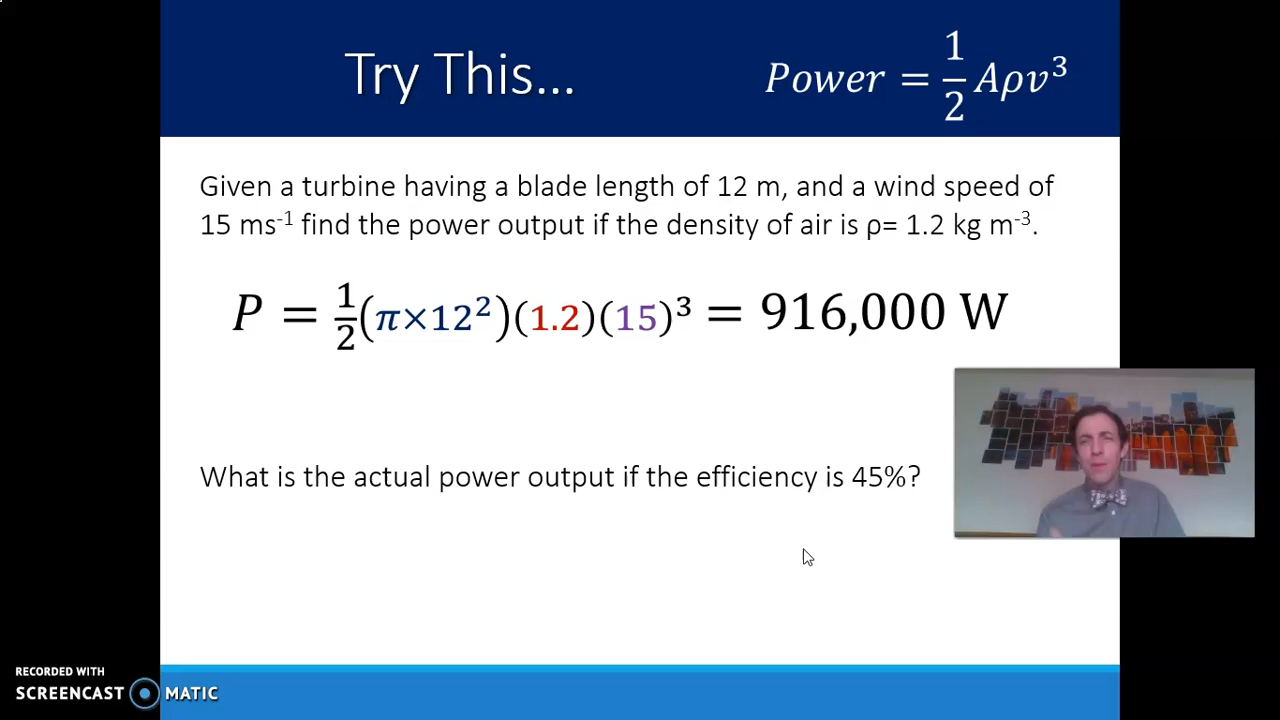 Try This...
Power = 1/2 Aρv³
Given a turbine having a blade length of 12 m, and a wind speed of
15 ms⁻¹ find the power output if the density of air is ρ= 1.2 kg m⁻³.
P = 1/2 (π×12²)(1.2)(15)³ = 916,000 W
What is the actual power output if the efficiency is 45%?
RECORDED WITH
SCREENCAST MATIC